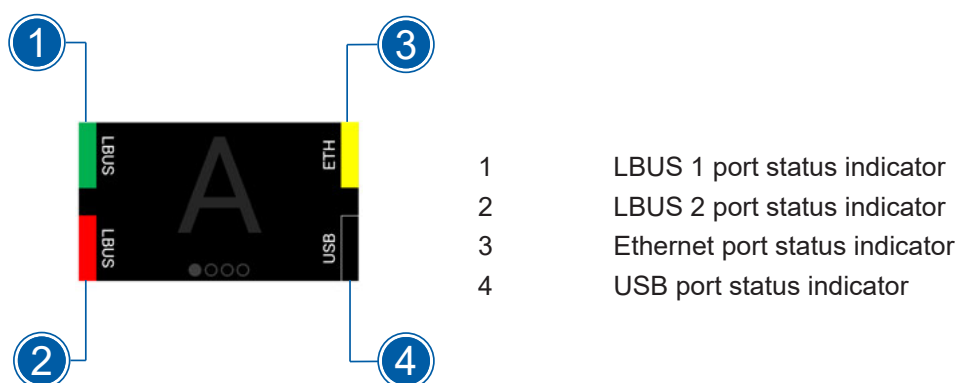 1
3
LBUS
A
ETH
LBUS
USB
2
4
1 LBUS 1 port status indicator
2 LBUS 2 port status indicator
3 Ethernet port status indicator
4 USB port status indicator